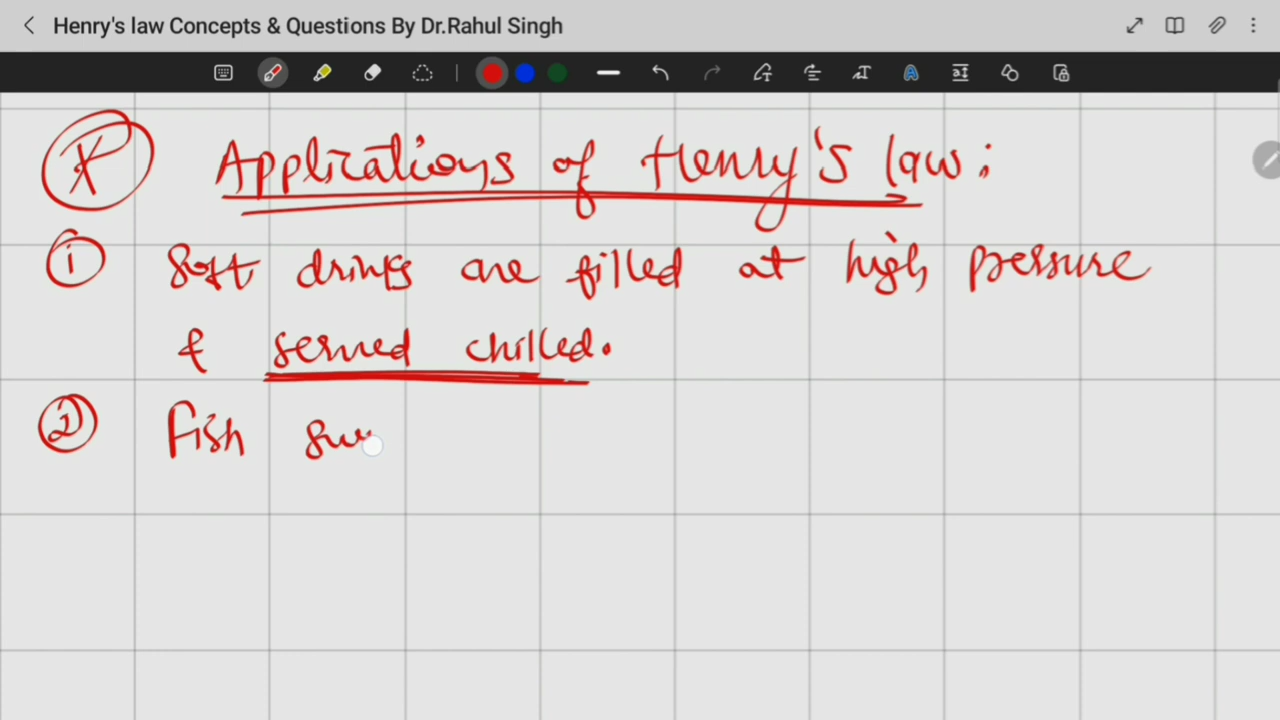 Henry's law Concepts & Questions By Dr.Rahul Singh
Applications of Henry's law:
i Soft drinks are filled at high pressure
& served chilled.
2 Fish